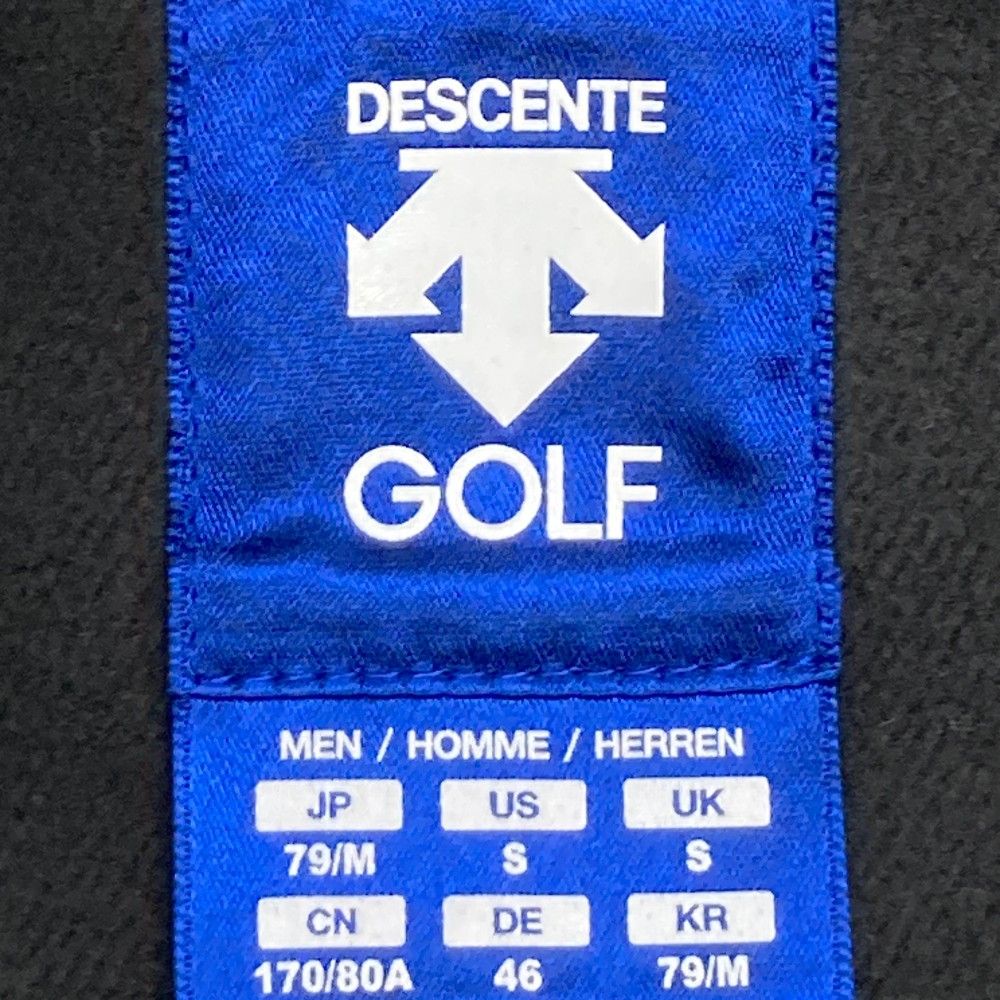 DESCENTE
GOLF
MEN / HOMME / HERREN
JP US UK
79/M S S
CN DE KR
170/80A 46 79/M